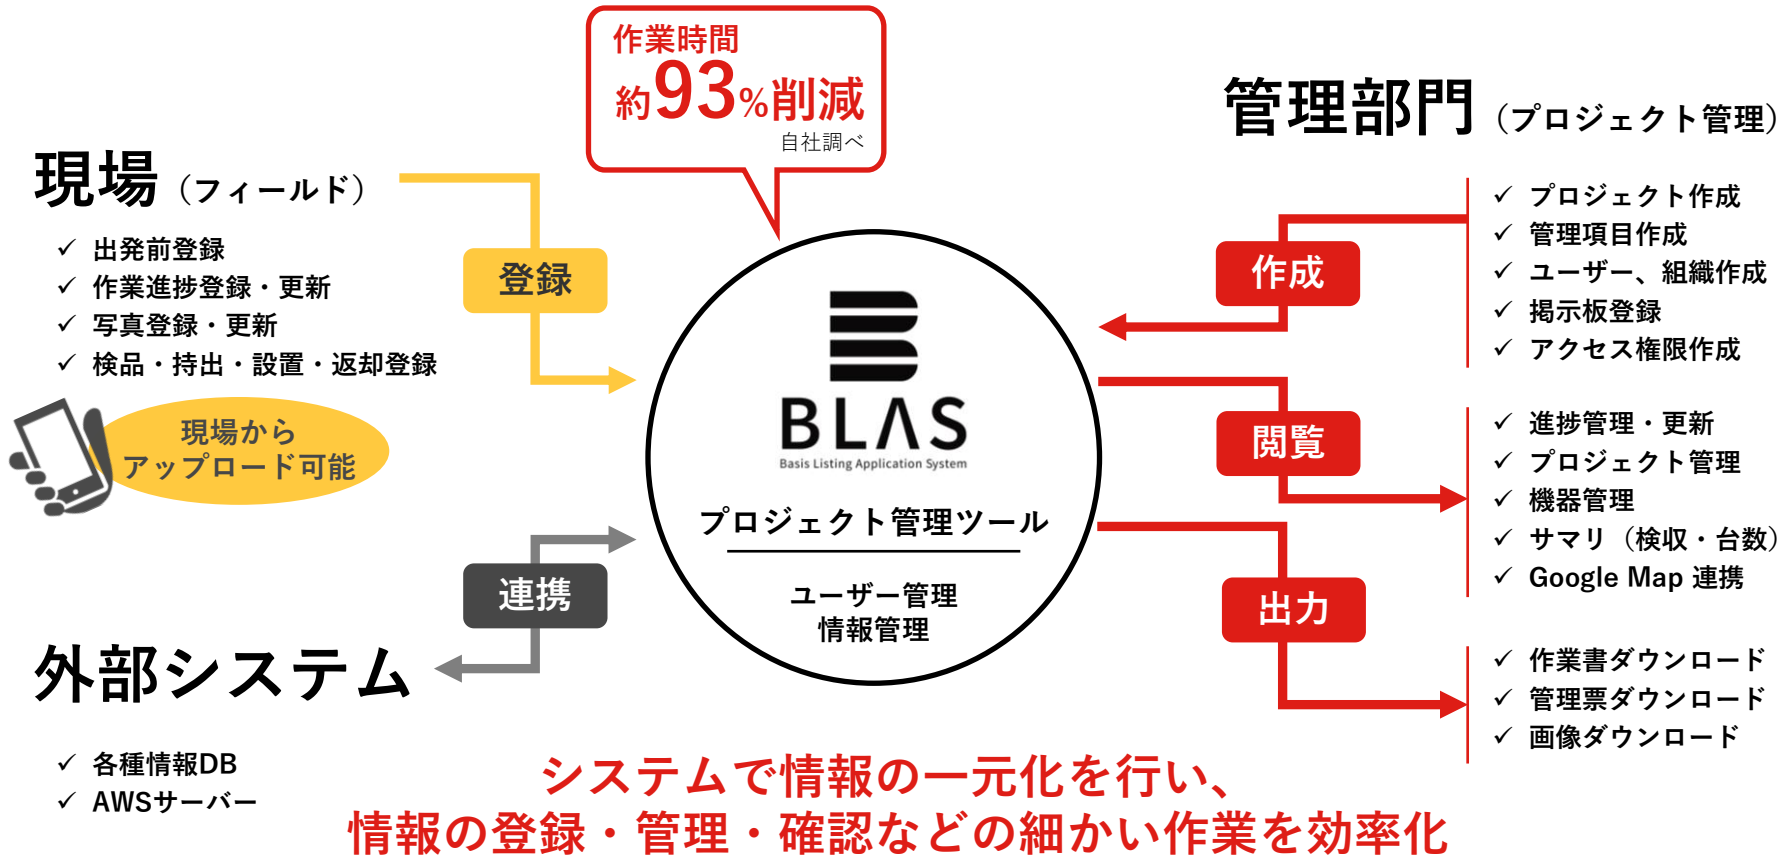 作業時間
約93%削減
自社調べ
現場（フィールド）
✓ 出発前登録
✓ 作業進捗登録・更新
✓ 写真登録・更新
✓ 検品・持出・設置・返却登録
現場から
アップロード可能
登録
外部システム
✓ 各種情報DB
✓ AWSサーバー
連携
BLAS
Basis Listing Application System
プロジェクト管理ツール
ユーザー管理
情報管理
管理部門（プロジェクト管理）
作成
✓ プロジェクト作成
✓ 管理項目作成
✓ ユーザー、組織作成
✓ 掲示板登録
✓ アクセス権限作成
閲覧
✓ 進捗管理・更新
✓ プロジェクト管理
✓ 機器管理
✓ サマリ（検収・台数）
✓ Google Map 連携
出力
✓ 作業書ダウンロード
✓ 管理票ダウンロード
✓ 画像ダウンロード
システムで情報の一元化を行い、
情報の登録・管理・確認などの細かい作業を効率化